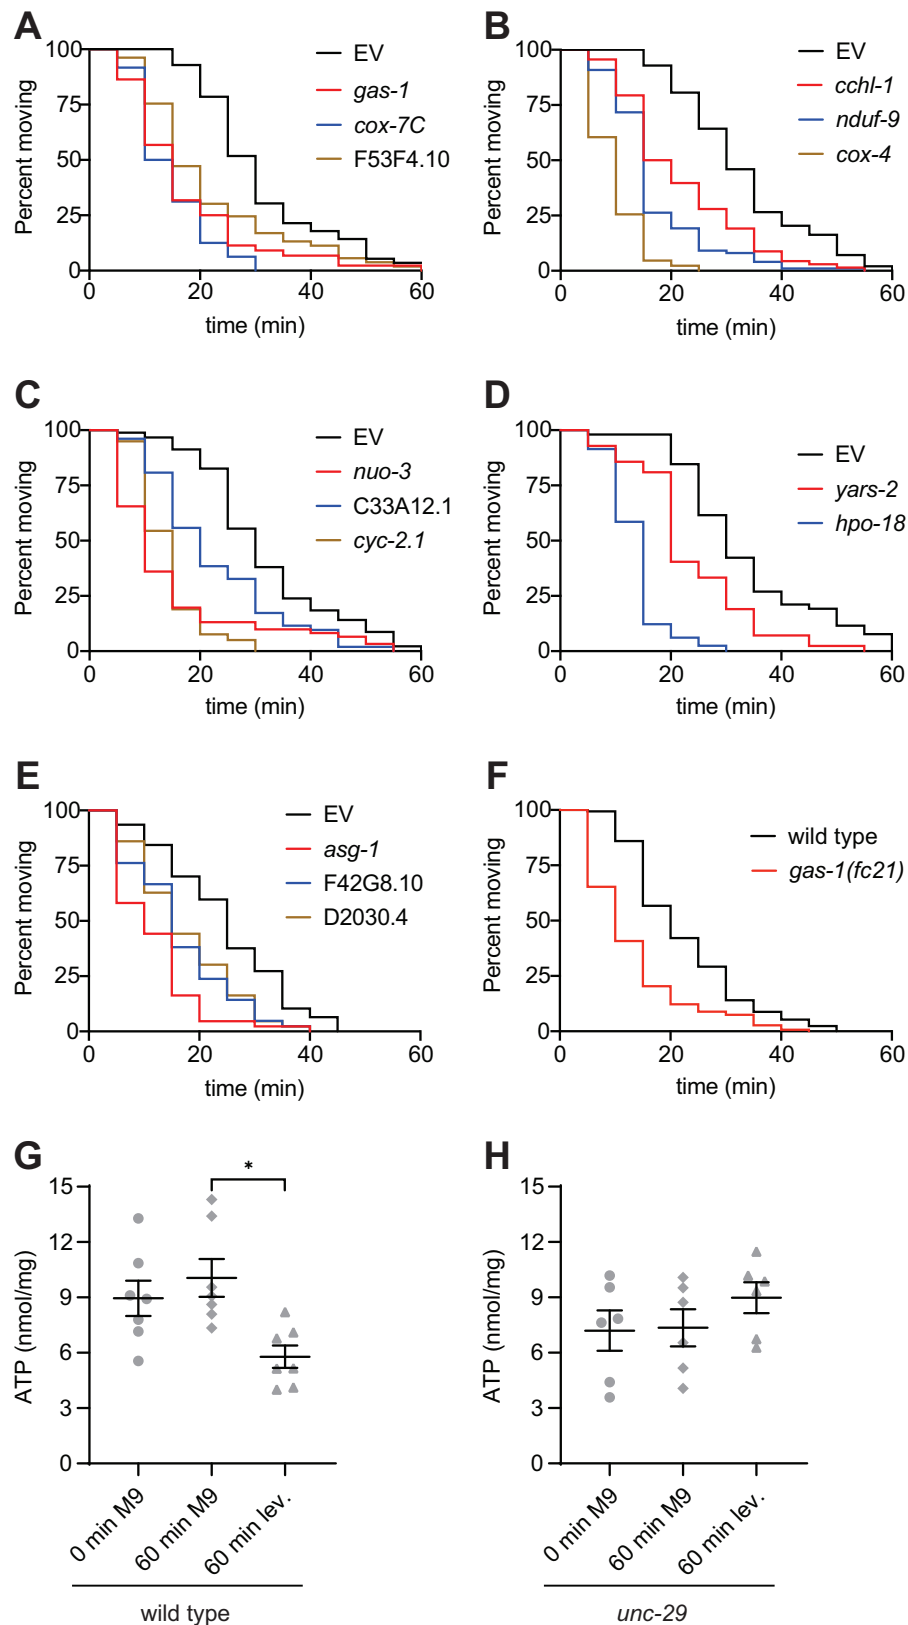 A
100
75
50
25
0
Percent moving
0
20
40
60
time (min)
EV
gas-1
cox-7C
F53F4.10
B
100
75
50
25
0
Percent moving
0
20
40
60
time (min)
EV
cchl-1
nduf-9
cox-4
C
100
75
50
25
0
Percent moving
0
20
40
60
time (min)
EV
nuo-3
C33A12.1
cyc-2.1
D
100
75
50
25
0
Percent moving
0
20
40
60
time (min)
EV
yars-2
hpo-18
E
100
75
50
25
0
Percent moving
0
20
40
60
time (min)
EV
asg-1
F42G8.10
D2030.4
F
100
75
50
25
0
Percent moving
0
20
40
60
time (min)
wild type
gas-1(fc21)
G
15
12
9
6
3
0
ATP (nmol/mg)
*
0 min M9
60 min M9
60 min lev.
wild type
H
15
12
9
6
3
0
ATP (nmol/mg)
0 min M9
60 min M9
60 min lev.
unc-29